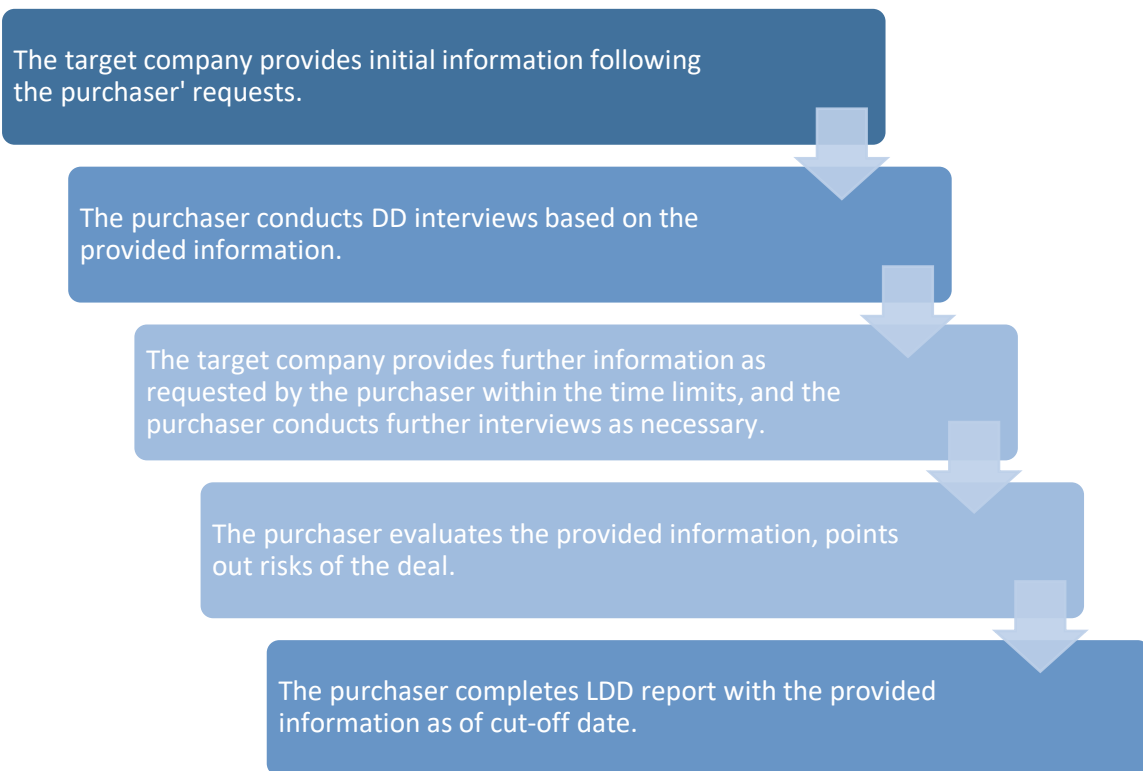 The target company provides initial information following
the purchaser' requests.
The purchaser conducts DD interviews based on the
provided information.
The target company provides further information as
requested by the purchaser within the time limits, and the
purchaser conducts further interviews as necessary.
The purchaser evaluates the provided information, points
out risks of the deal.
The purchaser completes LDD report with the provided
information as of cut-off date.